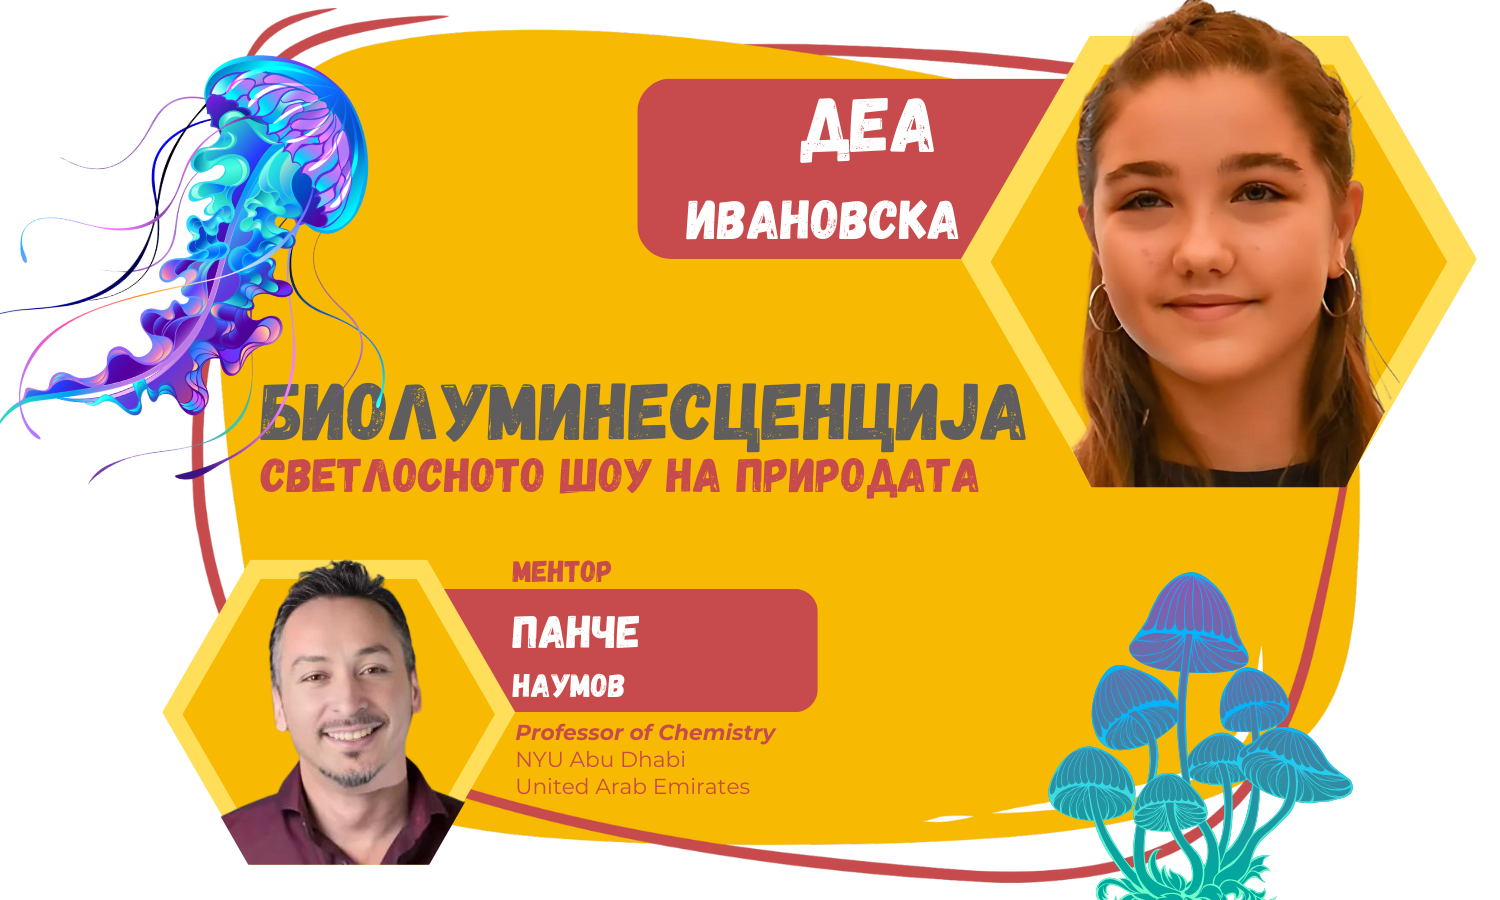 ДЕА
ИВАНОВСКА
БИОЛУМИНЕСЦЕНЦИЈА
СВЕТЛОСНОТО ШОУ НА ПРИРОДАТА
МЕНТОР
ПАНЧЕ
НАУМОВ
Professor of Chemistry
NYU Abu Dhabi
United Arab Emirates